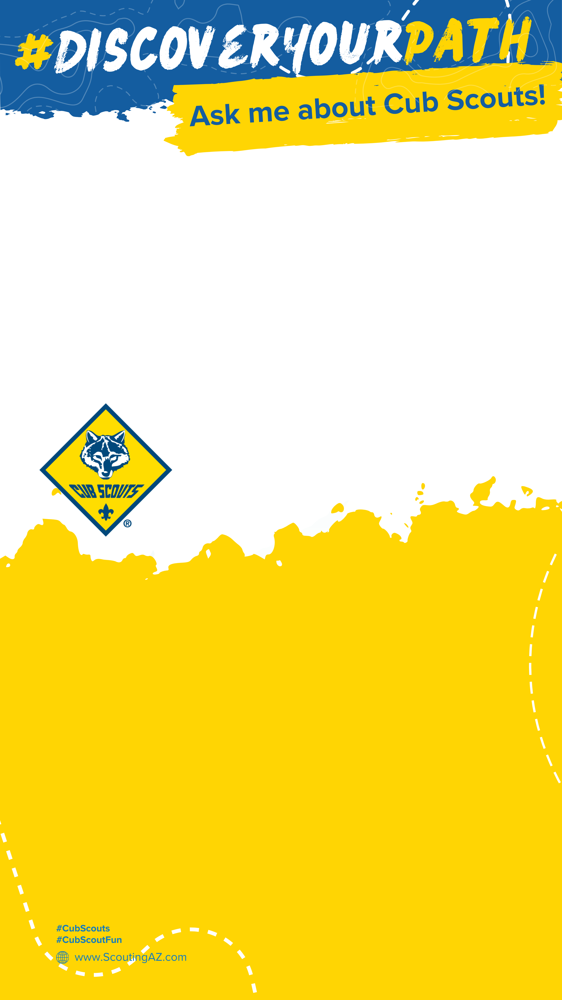 #DISCOVERYOURPATH
Ask me about Cub Scouts!
CUB SCOUTS
®
#CubScouts
#CubScoutFun
www.ScoutingAZ.com